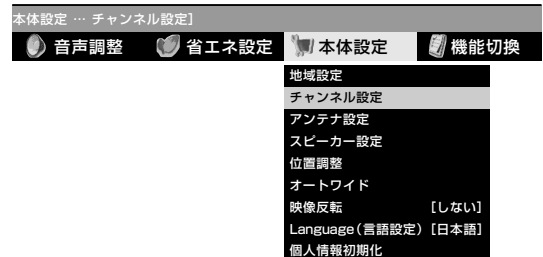 本体設定 … チャンネル設定]
音声調整 省エネ設定 本体設定 機能切換
地域設定
チャンネル設定
アンテナ設定
スピーカー設定
位置調整
オートワイド
映像反転 [しない]
Language(言語設定) [日本語]
個人情報初期化